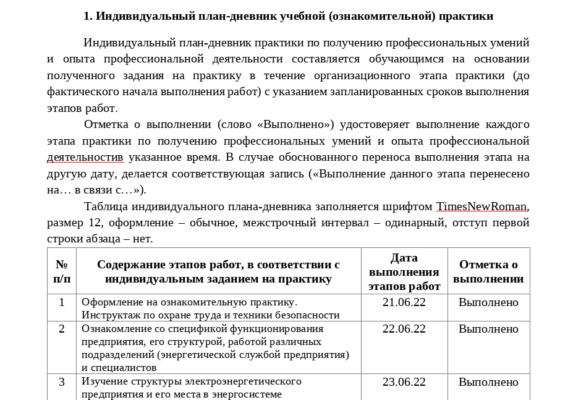 1. Индивидуальный план-дневник учебной (ознакомительной) практики
Индивидуальный план-дневник практики по получению профессиональных умений
и опыта профессиональной деятельности составляется обучающимся на основании
полученного задания на практику в течение организационного этапа практики (до
фактического начала выполнения работ) с указанием запланированных сроков выполнения
этапов работ.
Отметка о выполнении (слово «Выполнено») удостоверяет выполнение каждого
этапа практики по получению профессиональных умений и опыта профессиональной
деятельностив указанное время. В случае обоснованного переноса выполнения этапа на
другую дату, делается соответствующая запись («Выполнение данного этапа перенесено
на… в связи с…»).
Таблица индивидуального плана-дневника заполняется шрифтом TimesNewRoman,
размер 12, оформление – обычное, межстрочный интервал – одинарный, отступ первой
строки абзаца – нет.
№ п/п
Содержание этапов работ, в соответствии с
индивидуальным заданием на практику
Дата
выполнения
этапов работ
Отметка о
выполнении
1
Оформление на ознакомительную практику.
Инструктаж по охране труда и техники безопасности
21.06.22
Выполнено
2
Ознакомление со спецификой функционирования
предприятия, его структурой, работой различных
подразделений (энергетической службой предприятия)
и специалистов
22.06.22
Выполнено
3
Изучение структуры электроэнергетического
предприятия и его места в энергосистеме
23.06.22
Выполнено